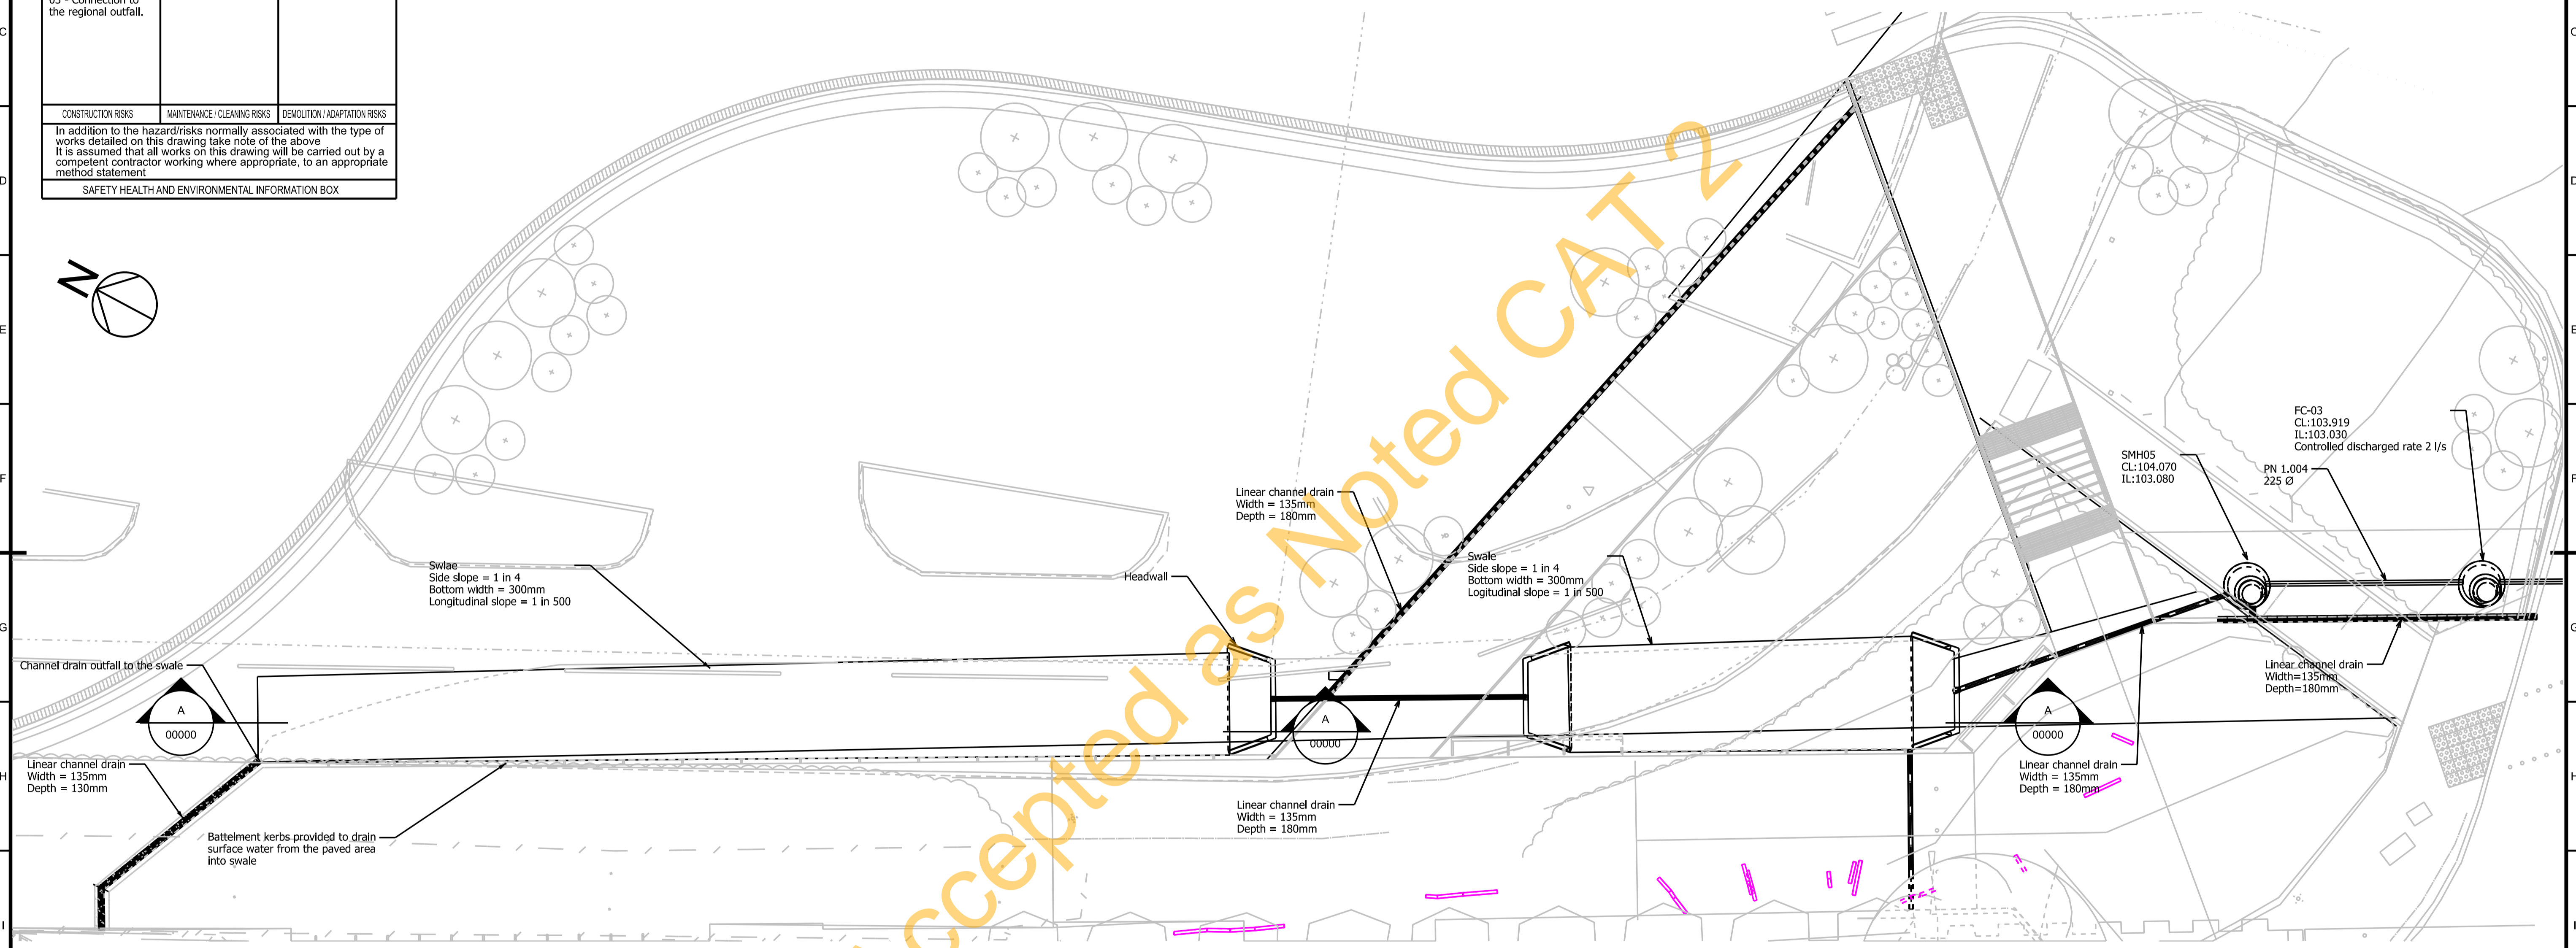 05 - Connection to
the regional outfall.
CONSTRUCTION RISKS
MAINTENANCE / CLEANING RISKS
DEMOLITION / ADAPTATION RISKS
In addition to the hazard/risks normally associated with the type of
works detailed on this drawing take note of the above
It is assumed that all works on this drawing will be carried out by a
competent contractor working where appropriate, to an appropriate
method statement
SAFETY HEALTH AND ENVIRONMENTAL INFORMATION BOX
C
D
E
F
G
H
I
N
Accepted as Noted CAT 2
Swlae
Side slope = 1 in 4
Bottom width = 300mm
Longitudinal slope = 1 in 500
Channel drain outfall to the swale
A
00000
Linear channel drain
Width = 135mm
Depth = 130mm
Battelment kerbs provided to drain
surface water from the paved area
into swale
Headwall
Linear channel drain
Width = 135mm
Depth = 180mm
A
00000
Linear channel drain
Width = 135mm
Depth = 180mm
Swale
Side slope = 1 in 4
Bottom width = 300mm
Logitudinal slope = 1 in 500
A
00000
Linear channel drain
Width = 135mm
Depth = 180mm
SMH05
CL:104.070
IL:103.080
PN 1.004
225 Ø
FC-03
CL:103.919
IL:103.030
Controlled discharged rate 2 l/s
Linear channel drain
Width=135mm
Depth=180mm
C
D
E
F
G
H
I